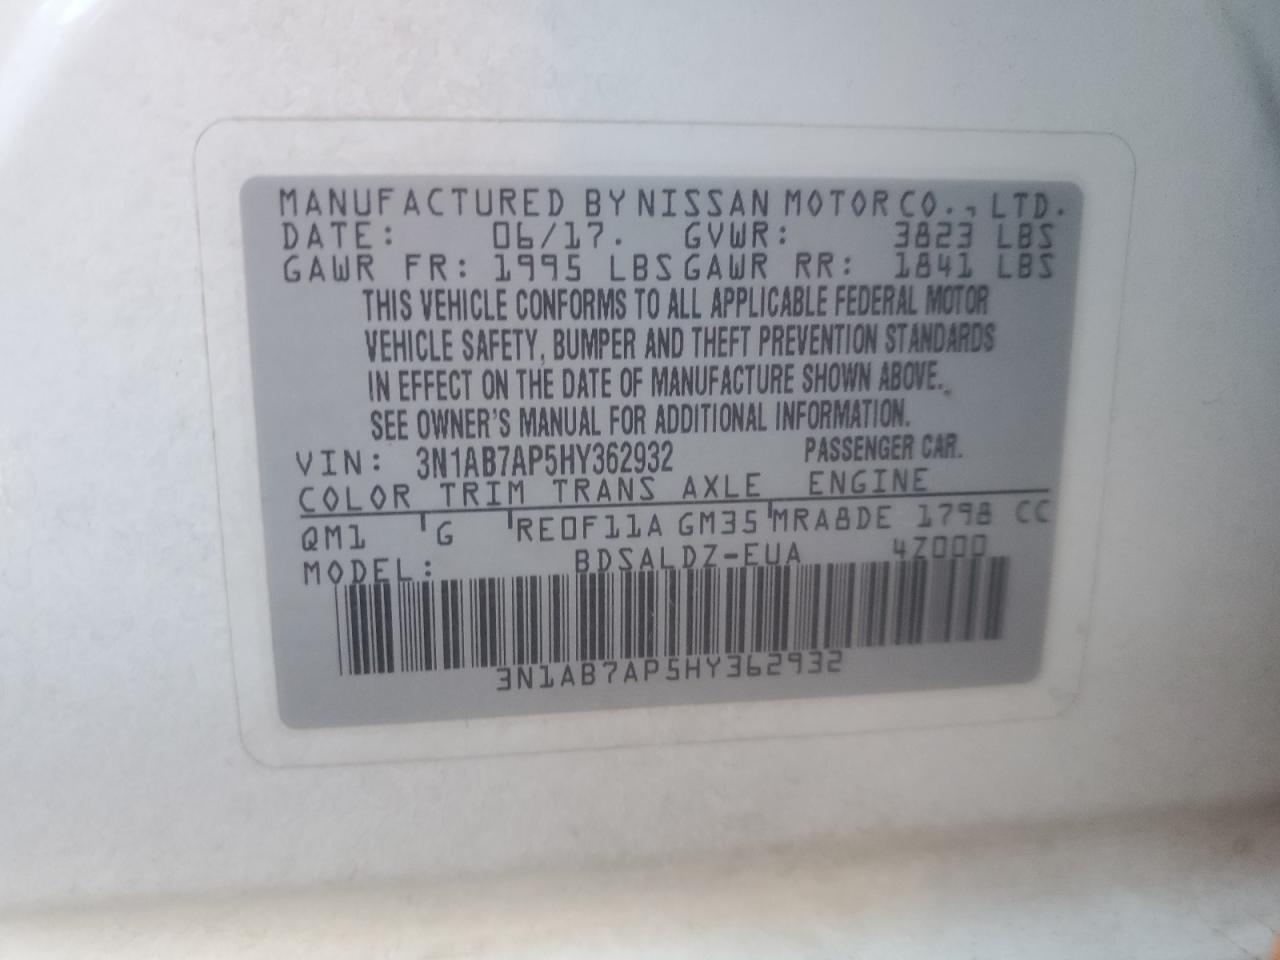 MANUFACTURED BY NISSAN MOTOR CO., LTD.
DATE: 06/17. GVWR: 3823 LBS
GAWR FR: 1995 LBS GAWR RR: 1841 LBS
THIS VEHICLE CONFORMS TO ALL APPLICABLE FEDERAL MOTOR
VEHICLE SAFETY, BUMPER AND THEFT PREVENTION STANDARDS
IN EFFECT ON THE DATE OF MANUFACTURE SHOWN ABOVE.
SEE OWNER'S MANUAL FOR ADDITIONAL INFORMATION.
VIN: 3N1AB7AP5HY362932 PASSENGER CAR.
COLOR TRIM TRANS AXLE ENGINE
QM1 G RE0F11A GM35 MRA8DE 1798 CC
MODEL: BDSALDZ-EUA 4Z000
3N1AB7AP5HY362932